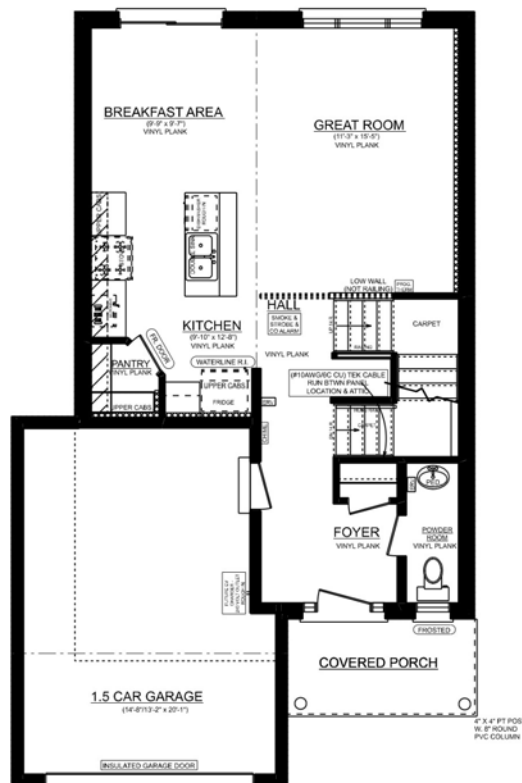 BREAKFAST AREA
(9'-9" x 9'-7")
VINYL PLANK
GREAT ROOM
(11'-3" x 15'-5")
VINYL PLANK
UPPER CABS
LOW WALL
(NOT RAILING)
HALL
SMOKE &
STROBE &
CO ALARM
VINYL PLANK
CARPET
KITCHEN
(9'-10" x 12'-8")
VINYL PLANK
FR. DOOR
PANTRY
VINYL PLANK
UPPER CABS
WATERLINE R.I.
UPPER CABS
FRIDGE
(#10AWG/6C CU) TEK CABLE
RUN BTWN PANEL
LOCATION & ATTIC
PED
FOYER
VINYL PLANK
POWDER
ROOM
VINYL PLANK
FROSTED
COVERED PORCH
4" X 4" PT POS
W. 8" ROUND
PVC COLUMN
1.5 CAR GARAGE
(14'-8"/13'-2" x 20'-1")
INSULATED GARAGE DOOR